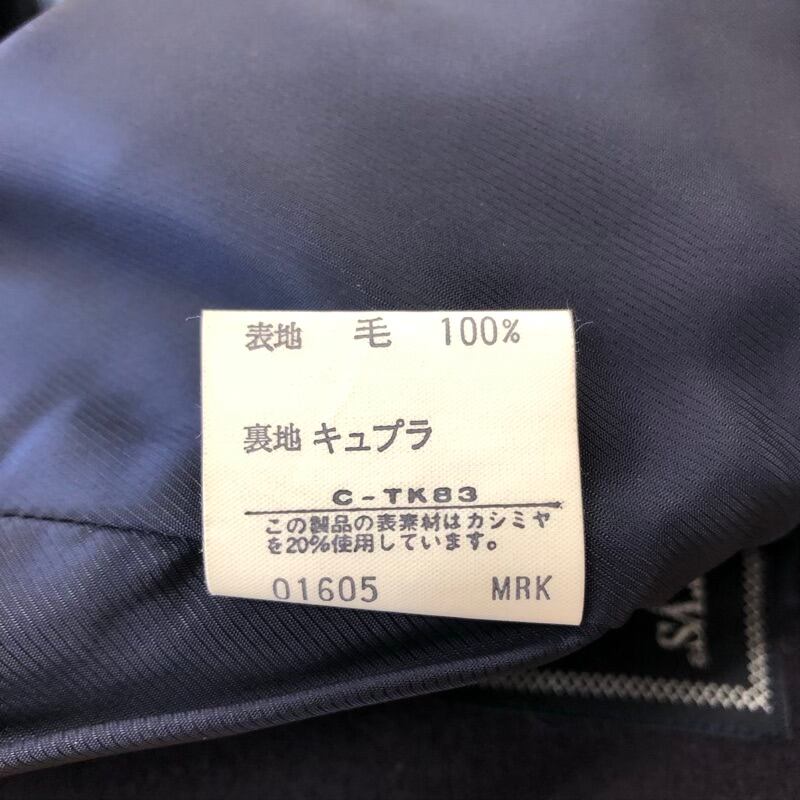 表地 毛 100%
裏地 キュプラ
C-TK83
この製品の表素材はカシミヤ
を20%使用しています。
01605 MRK